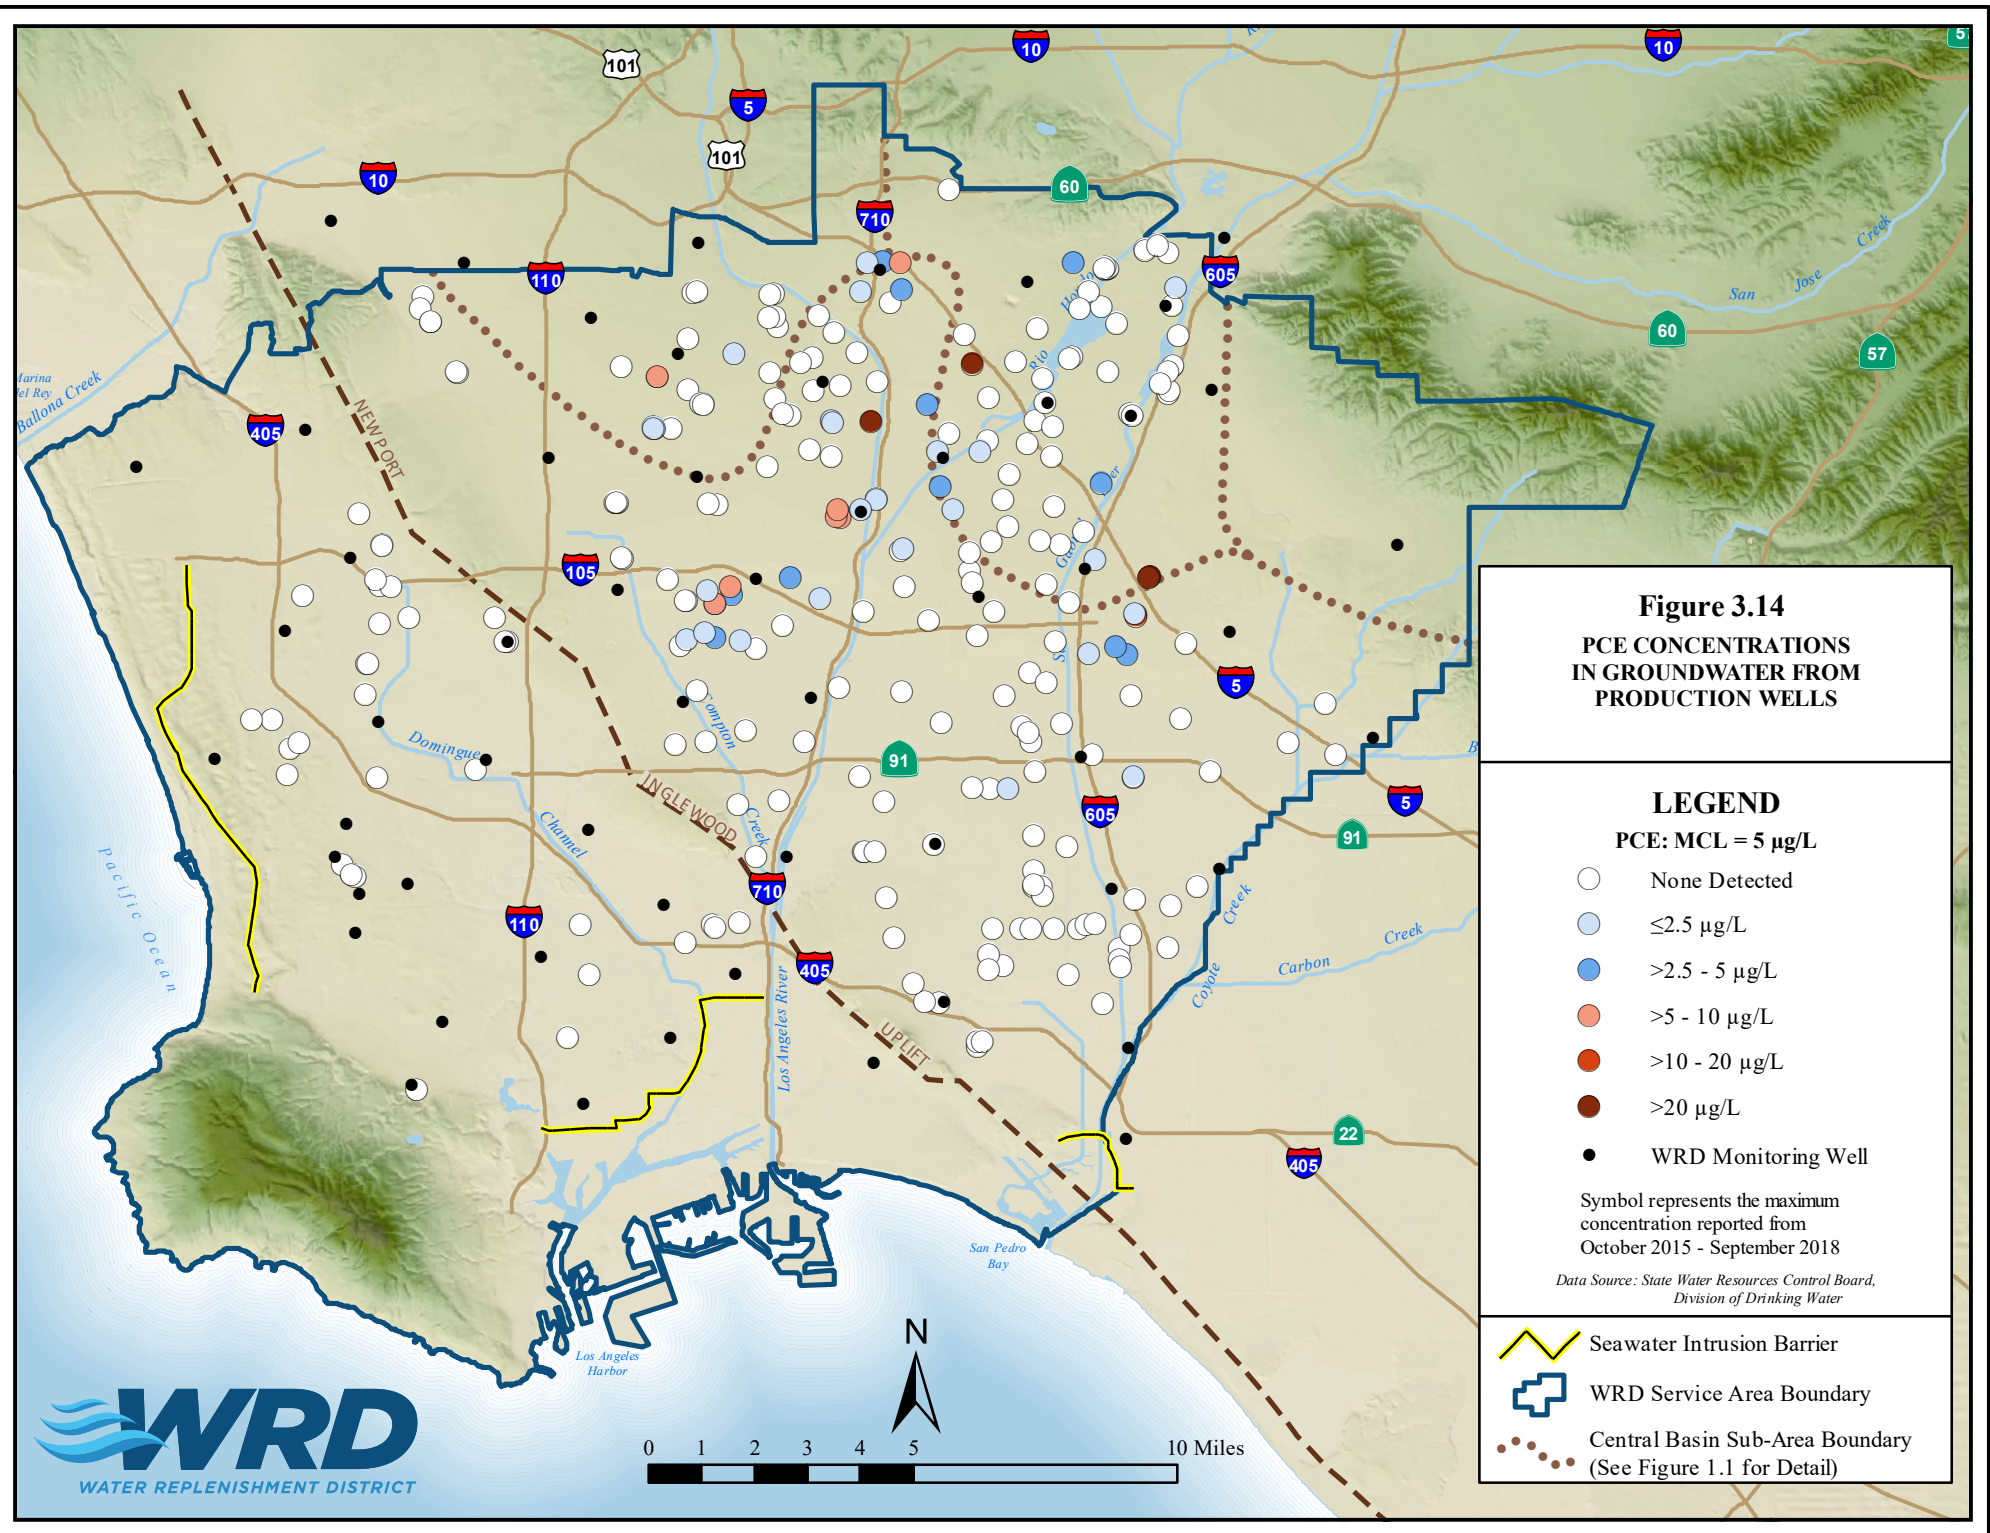 10
10
57
101
5
101
10
60
710
110
605
San
Jose
Creek
60
57
Rio
Hondo
Marina
del Rey
Ballona Creek
405
NEWPORT
105
Figure 3.14
PCE CONCENTRATIONS
IN GROUNDWATER FROM
PRODUCTION WELLS
5
Compton
Creek
Dominguez
Channel
91
INGLEWOOD
605
5
91
LEGEND
PCE: MCL = 5 µg/L
None Detected
≤2.5 µg/L
>2.5 - 5 µg/L
>5 - 10 µg/L
>10 - 20 µg/L
>20 µg/L
WRD Monitoring Well
Symbol represents the maximum
concentration reported from
October 2015 - September 2018
Data Source: State Water Resources Control Board,
Division of Drinking Water
Pacific Ocean
710
110
405
Coyote
Creek
Carbon
Creek
Los Angeles River
UPLIFT
22
405
San Pedro
Bay
Los Angeles
Harbor
N
0 1 2 3 4 5 10 Miles
WRD
WATER REPLENISHMENT DISTRICT
Seawater Intrusion Barrier
WRD Service Area Boundary
Central Basin Sub-Area Boundary
(See Figure 1.1 for Detail)